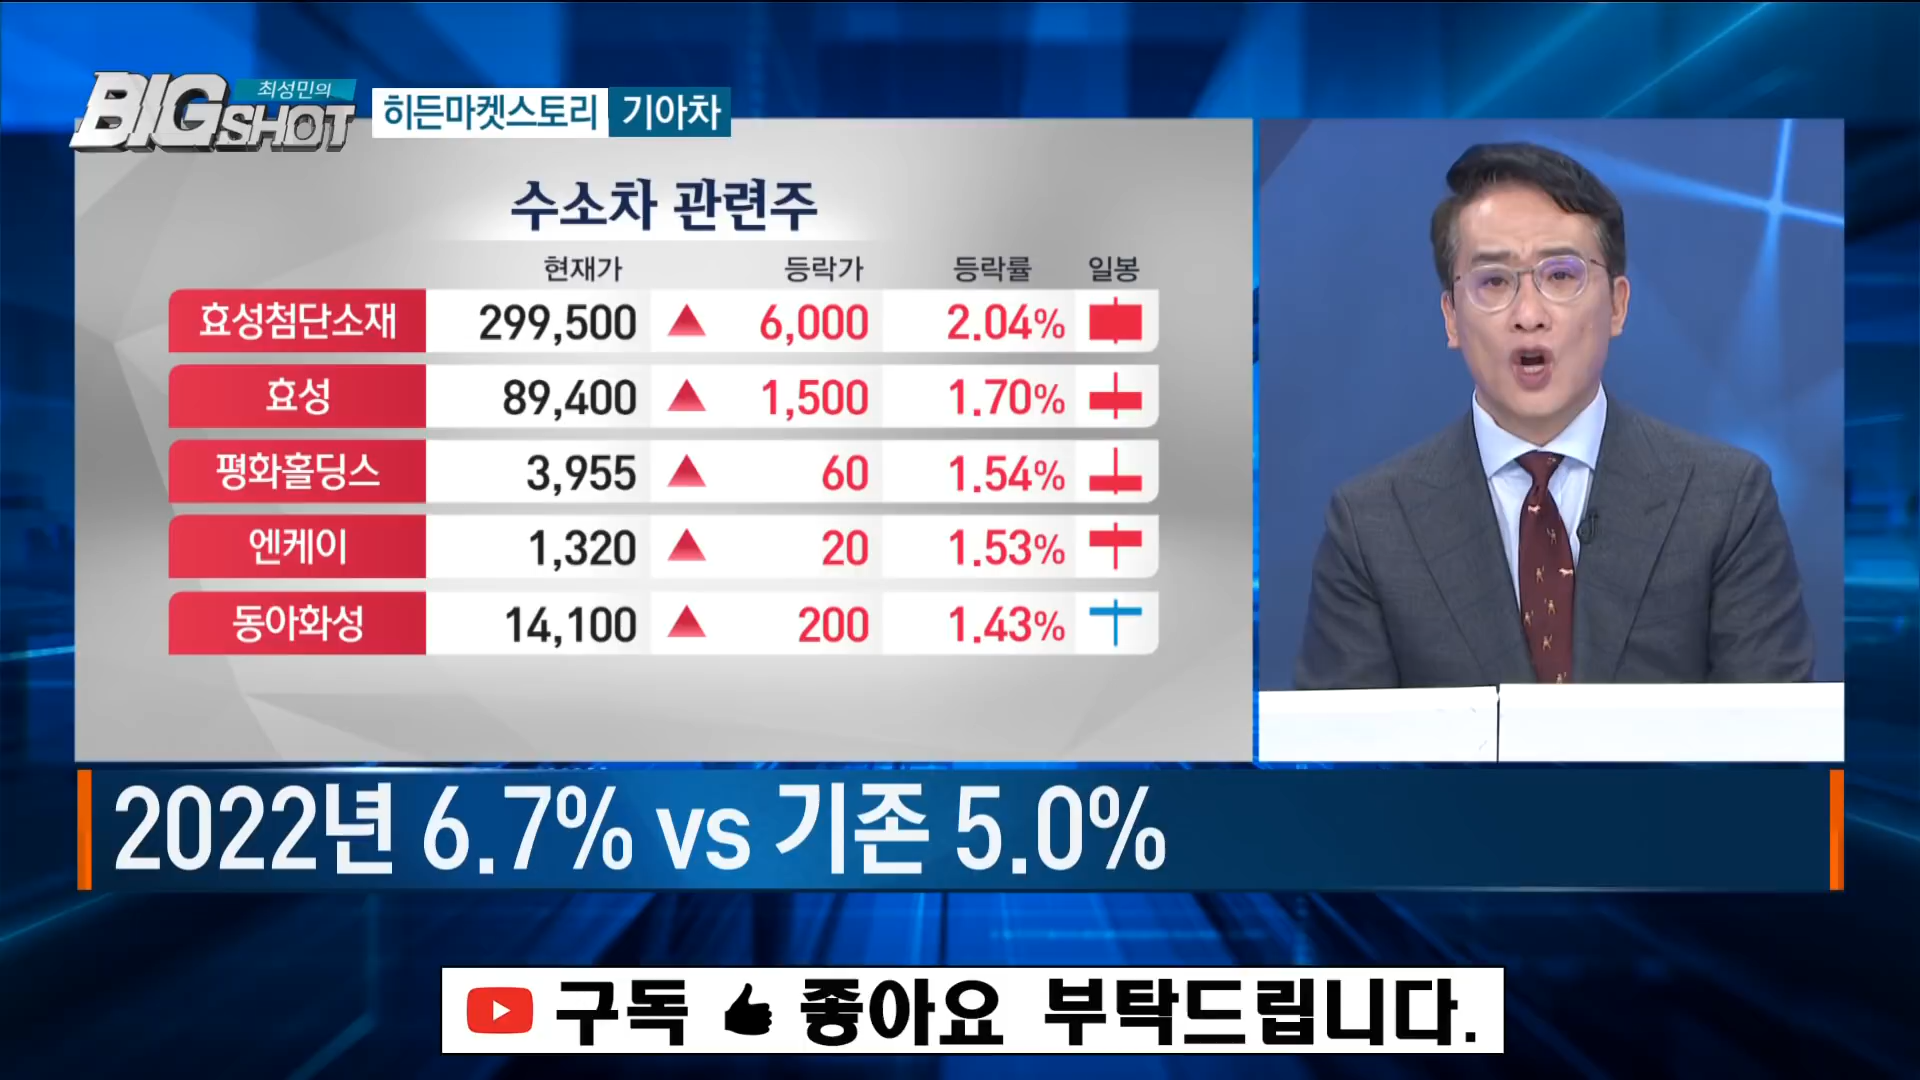 최성민의
BIG SHOT
히든마켓스토리 기아차
수소차 관련주
현재가 등락가 등락률 일봉
효성첨단소재 299,500 ▲ 6,000 2.04%
효성 89,400 ▲ 1,500 1.70%
평화홀딩스 3,955 ▲ 60 1.54%
엔케이 1,320 ▲ 20 1.53%
동아화성 14,100 ▲ 200 1.43%
2022년 6.7% vs 기존 5.0%
구독 좋아요 부탁드립니다.